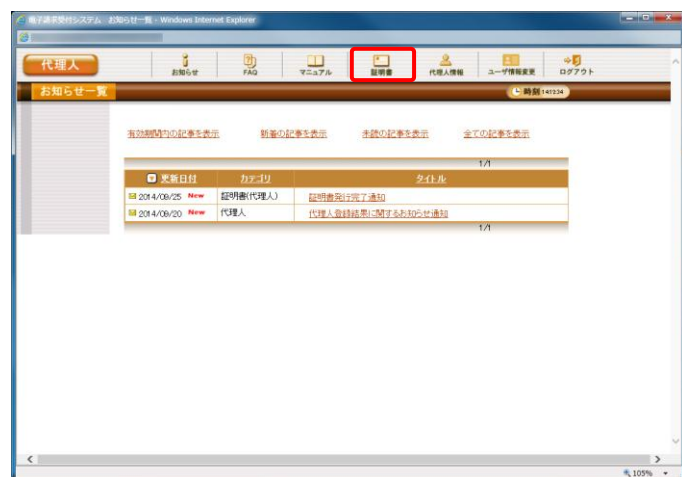 電子請求受付システム お知らせ一覧 - Windows Internet Explorer
代理人
お知らせ FAQ マニュアル 証明書 代理人情報 ユーザ情報変更 ログアウト
お知らせ一覧
時刻 14:12:34
有効期間内の記事を表示 新着の記事を表示 未読の記事を表示 全ての記事を表示
1/1
更新日付 カテゴリ タイトル
2014/09/25 New 証明書(代理人) 証明書発行完了通知
2014/09/20 New 代理人 代理人登録結果に関するお知らせ通知
1/1
105%